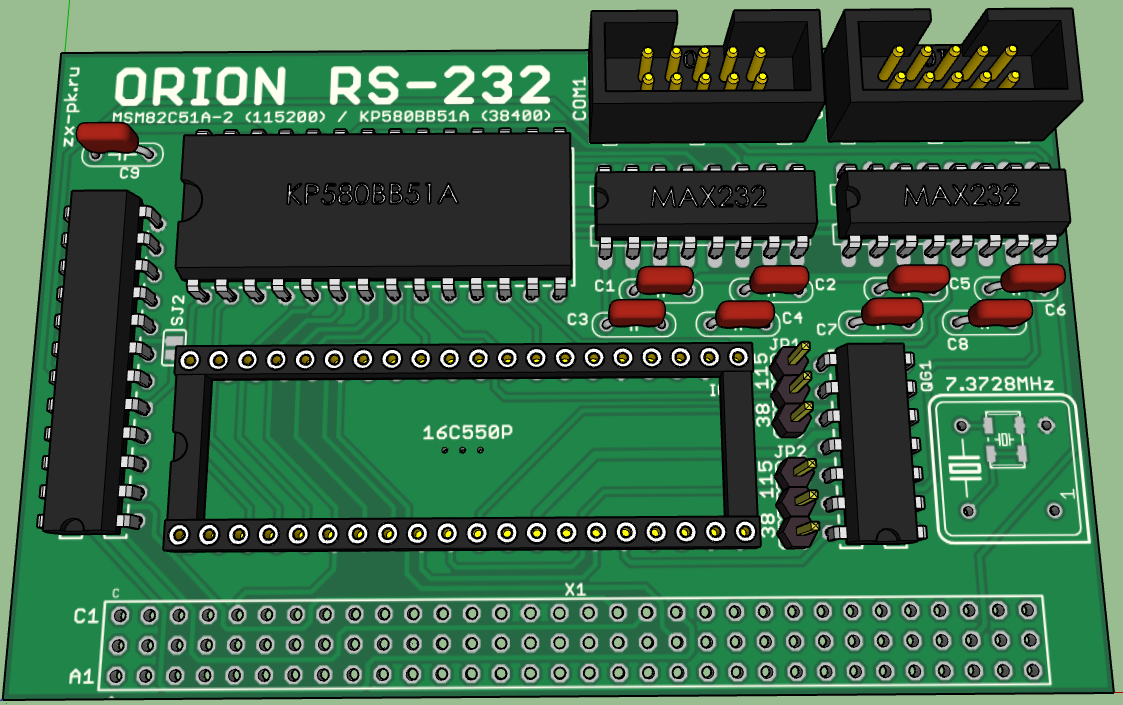 zx-pk.ru
ORION RS-232
MSM82C51A-2 (115200) / KP580BB51A (38400)
COM1
C9
KP580BB51A
MAX232
MAX232
C1
C2
C5
C6
C3
C4
C7
C8
SJ2
JP1
115
38
QG1
7.3728MHz
16C550P
JP2
115
38
1
X1
C
C1
A1